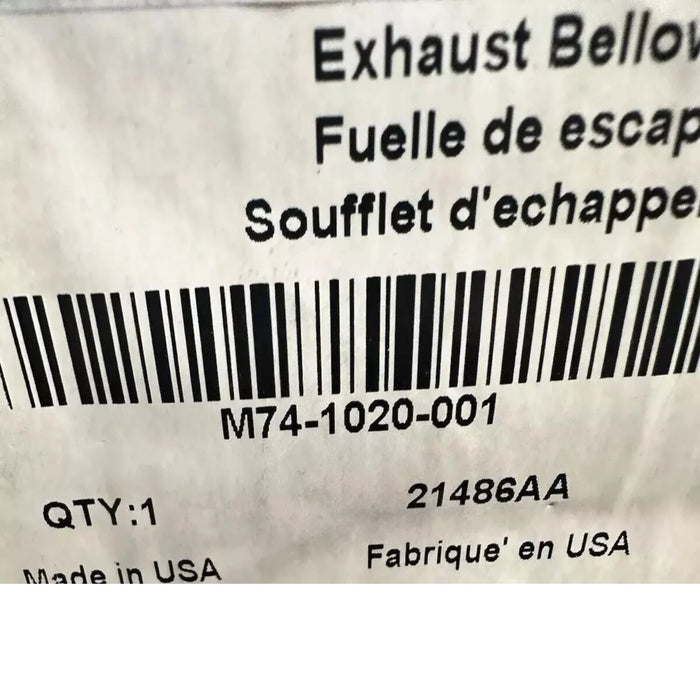 Exhaust Bellow
Fuelle de escap
Soufflet d'echappe
M74-1020-001
QTY:1
21486AA
Made in USA
Fabrique' en USA